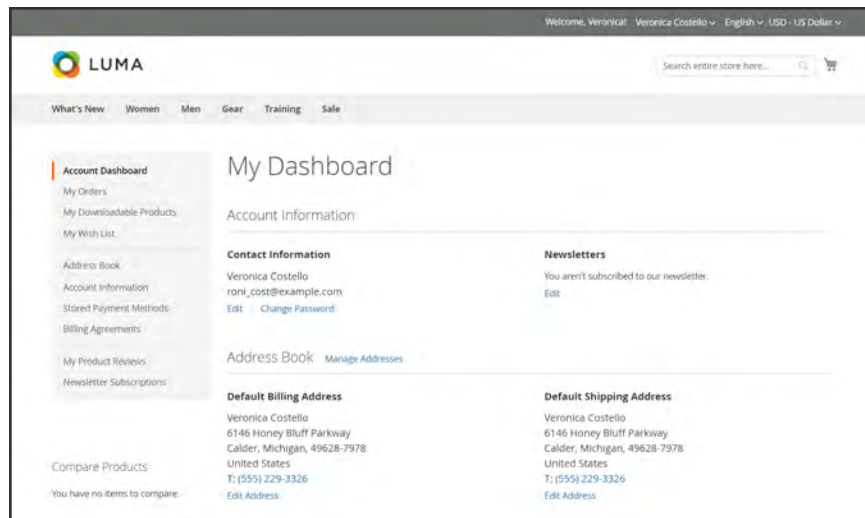 Welcome, Veronica! Veronica Costello English USD - US Dollar
LUMA
Search entire store here...
What's New Women Men Gear Training Sale
Account Dashboard
My Orders
My Downloadable Products
My Wish List
Address Book
Account Information
Stored Payment Methods
Billing Agreements
My Product Reviews
Newsletter Subscriptions
Compare Products
You have no items to compare.
My Dashboard
Account Information
Contact Information
Veronica Costello
roni_cost@example.com
Edit | Change Password
Newsletters
You aren't subscribed to our newsletter.
Edit
Address Book Manage Addresses
Default Billing Address
Veronica Costello
6146 Honey Bluff Parkway
Calder, Michigan, 49628-7978
United States
T: (555) 229-3326
Edit Address
Default Shipping Address
Veronica Costello
6146 Honey Bluff Parkway
Calder, Michigan, 49628-7978
United States
T: (555) 229-3326
Edit Address